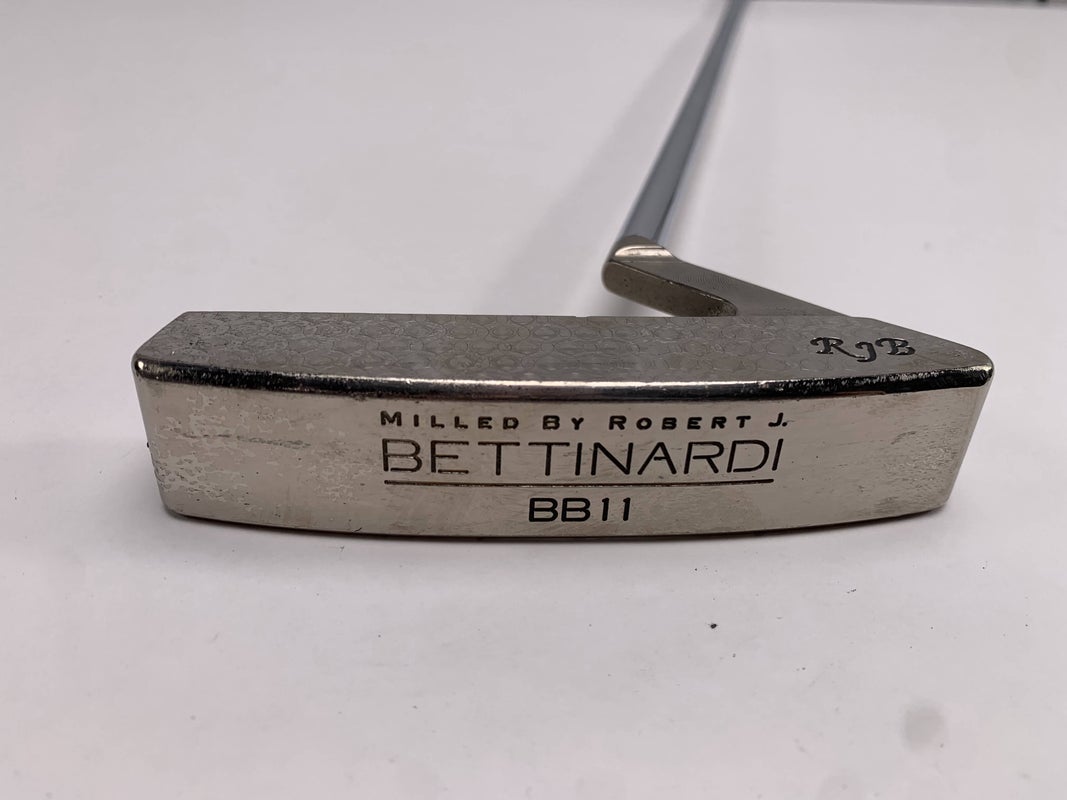 RJB
MILLED BY ROBERT J.
BETTINARDI
BB11